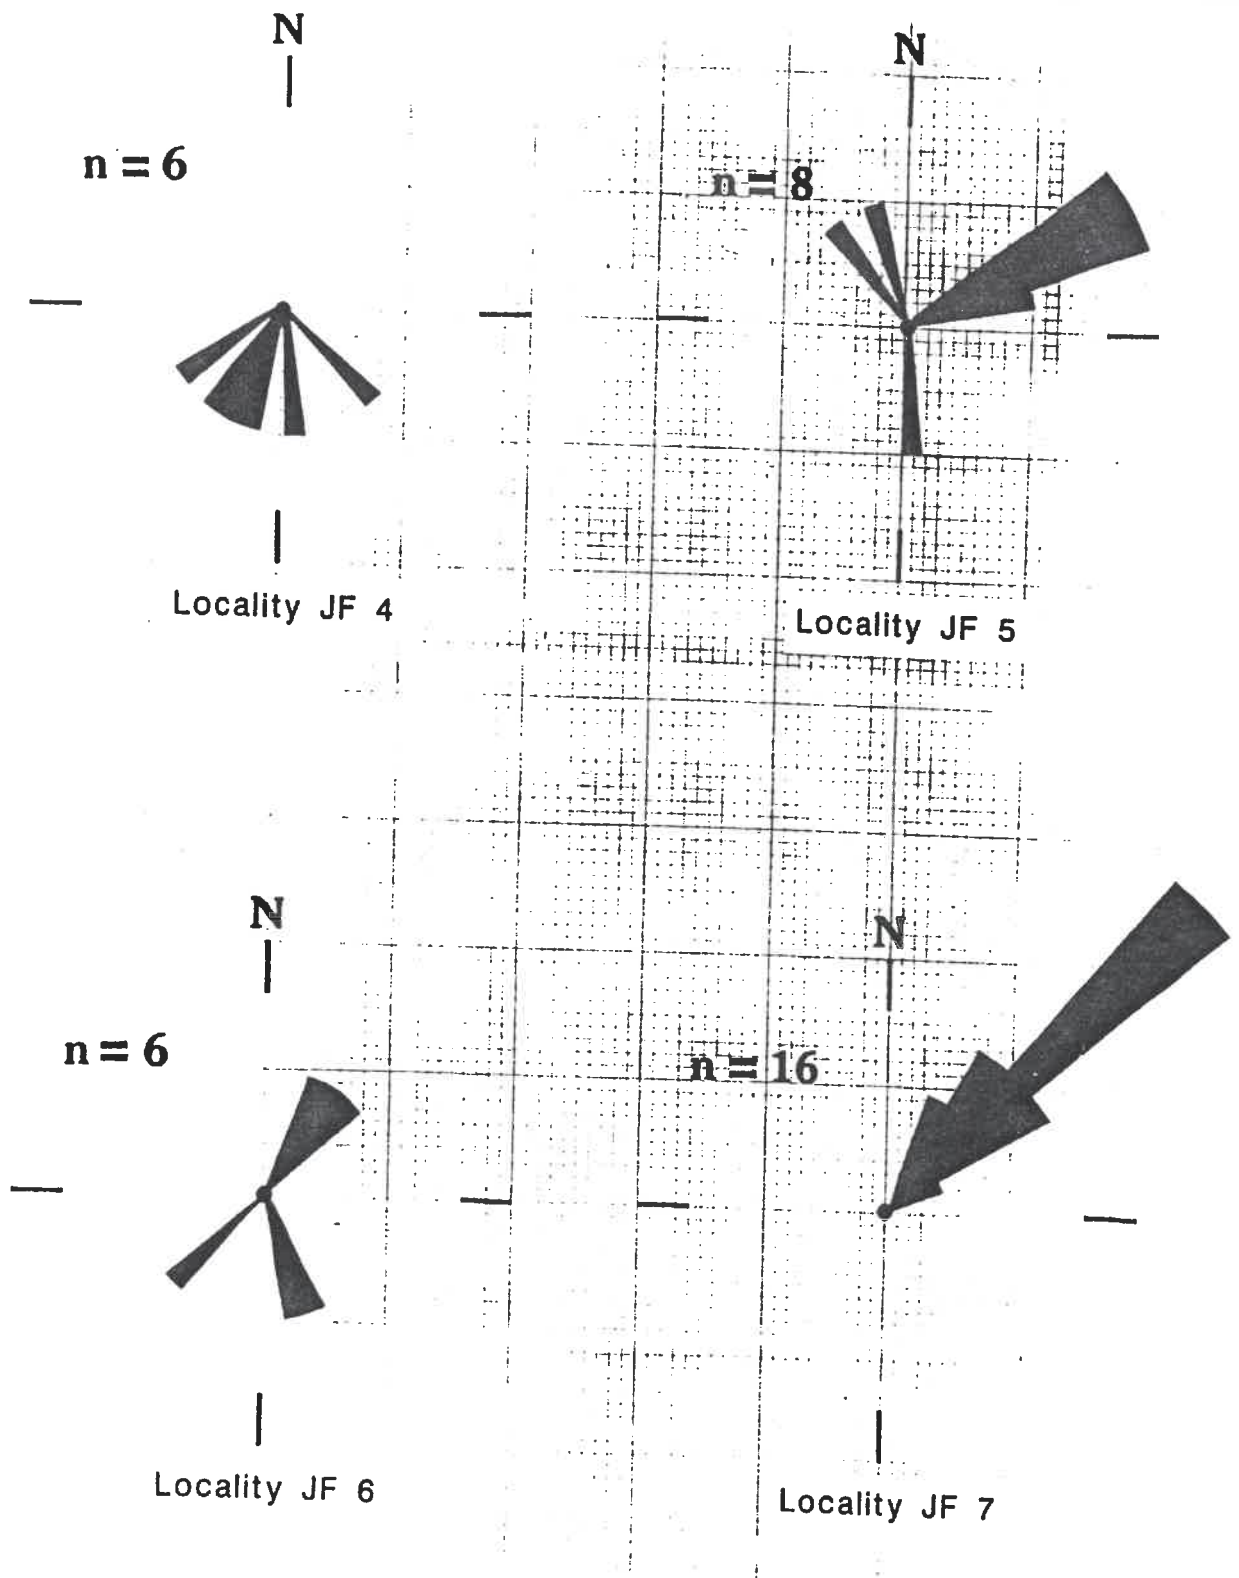 N
n = 6
Locality JF 4
N
n = 8
Locality JF 5
N
n = 6
Locality JF 6
N
n = 16
Locality JF 7